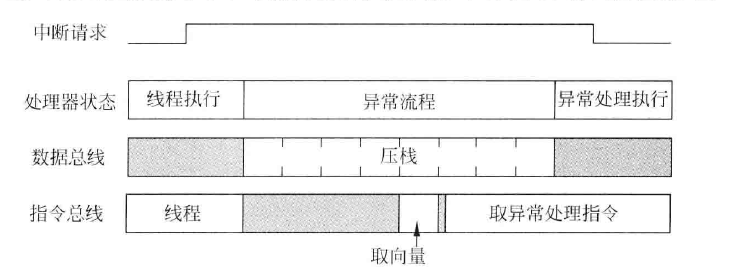 中断请求
处理器状态 线程执行 异常流程 异常处理执行
数据总线 压栈
指令总线 线程 取异常处理指令
取向量